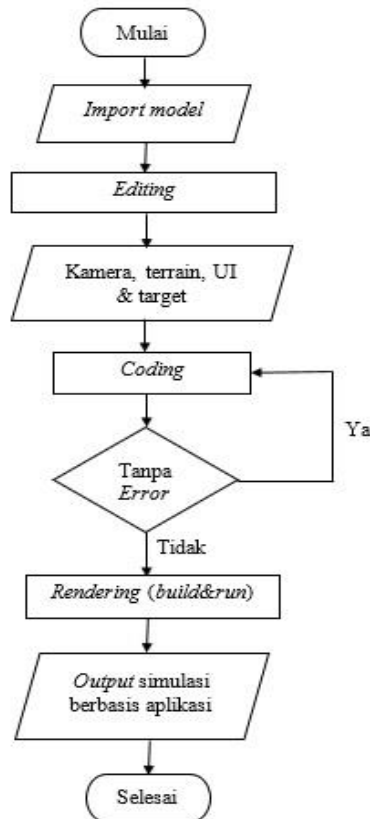 Mulai
Import model
Editing
Kamera, terrain, UI
& target
Coding
Ya
Tanpa
Error
Tidak
Rendering (build&run)
Output simulasi
berbasis aplikasi
Selesai